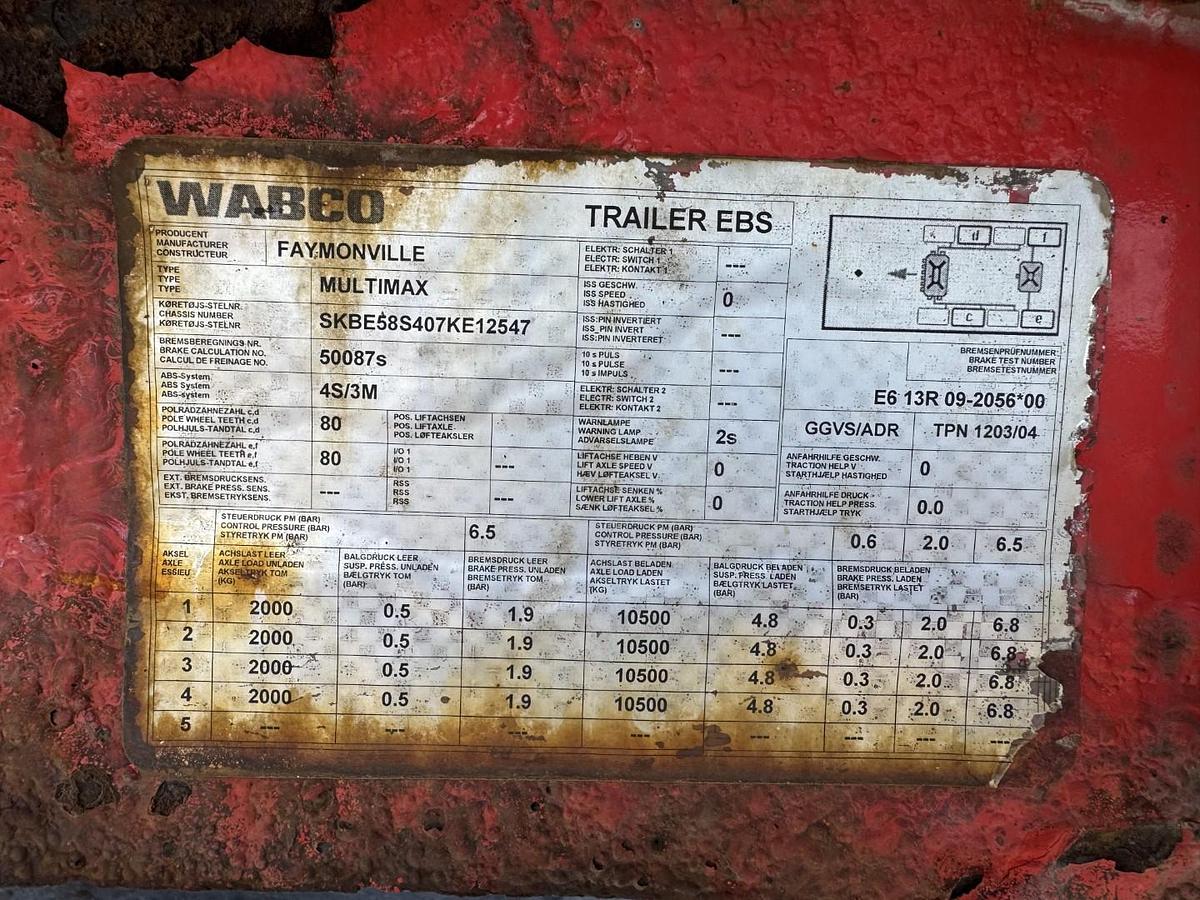 WABCO
TRAILER EBS
PRODUCENT
MANUFACTURER
CONSTRUCTEUR
FAYMONVILLE
TYPE
TYPE
TYPE
MULTIMAX
KØRETØJS-STELNR.
CHASSIS NUMBER
KØRETØJS-STELNR
SKBE58S407KE12547
BREMSBEREGNINGS NR.
BRAKE CALCULATION NO.
CALCUL DE FREINAGE NO.
50087s
ABS-System
ABS System
ABS-system
4S/3M
POLRADZAHNEZAHL c,d
POLE WHEEL TEETH c,d
POLHJULS-TANDTAL c,d
80
POS. LIFTACHSEN
POS. LIFTAXLE
POS. LØFTEAKSLER
POLRADZAHNEZAHL e,f
POLE WHEEL TEETH e,f
POLHJULS-TANDTAL e,f
80
I/O 1
I/O 1
I/O 1
---
EXT. BREMSDRUCKSENS.
EXT. BRAKE PRESS. SENS.
EKST. BREMSETRYKSENS.
---
RSS
RSS
RSS
---
ELEKTR: SCHALTER 1
ELECTR: SWITCH 1
ELEKTR: KONTAKT 1
---
ISS GESCHW.
ISS SPEED
ISS HASTIGHED
0
ISS:PIN INVERTIERT
ISS_PIN INVERT
ISS:PIN INVERTERET
---
10 s PULS
10 s PULSE
10 s IMPULS
---
ELEKTR: SCHALTER 2
ELECTR: SWITCH 2
ELEKTR: KONTAKT 2
---
WARNLAMPE
WARNING LAMP
ADVARSELSLAMPE
2s
LIFTACHSE HEBEN V
LIFT AXLE SPEED V
HÆV LØFTEAKSEL V
0
LIFTACHSE SENKEN %
LOWER LIFT AXLE %
SÆNK LØFTEAKSEL %
0
d f
c e
BREMSENPRÜFNUMMER
BRAKE TEST NUMBER
BREMSETESTNUMMER
E6 13R 09-2056*00
GGVS/ADR TPN 1203/04
ANFAHRHILFE GESCHW.
TRACTION HELP V
STARTHJÆLP HASTIGHED
0
ANFAHRHILFE DRUCK
TRACTION HELP PRESS.
STARTHJÆLP TRYK
0.0
STEUERDRUCK PM (BAR)
CONTROL PRESSURE (BAR)
STYRETRYK PM (BAR)
6.5
STEUERDRUCK PM (BAR)
CONTROL PRESSURE (BAR)
STYRETRYK PM (BAR)
0.6 2.0 6.5
AKSEL
AXLE
ESSIEU
ACHSLAST LEER
AXLE LOAD UNLADEN
AKSELTRYK TOM
(KG)
BALGDRUCK LEER
SUSP. PRESS. UNLADEN
BÆLGTRYK TOM
(BAR)
BREMSDRUCK LEER
BRAKE PRESS. UNLADEN
BREMSETRYK TOM
(BAR)
ACHSLAST BELADEN
AXLE LOAD LADEN
AKSELTRYK LASTET
(KG)
BALGDRUCK BELADEN
SUSP. PRESS. LADEN
BÆLGTRYK LASTET
(BAR)
BREMSDRUCK BELADEN
BRAKE PRESS. LADEN
BREMSETRYK LASTET
(BAR)
1 2000 0.5 1.9 10500 4.8 0.3 2.0 6.8
2 2000 0.5 1.9 10500 4.8 0.3 2.0 6.8
3 2000 0.5 1.9 10500 4.8 0.3 2.0 6.8
4 2000 0.5 1.9 10500 4.8 0.3 2.0 6.8
5 --- --- --- --- --- --- --- ---